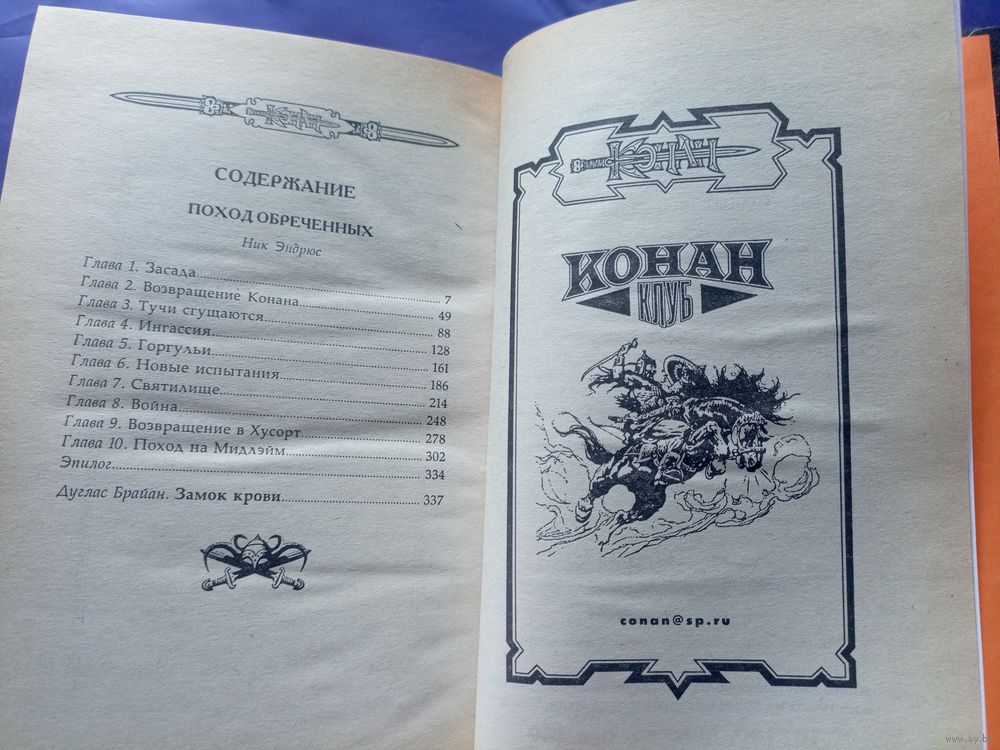 КОНАН
СОДЕРЖАНИЕ
ПОХОД ОБРЕЧЕННЫХ
Ник Эндрюс
Глава 1. Засада.......... 7
Глава 2. Возвращение Конана.......... 49
Глава 3. Тучи сгущаются.......... 88
Глава 4. Ингассия.......... 128
Глава 5. Горгульи.......... 161
Глава 6. Новые испытания.......... 186
Глава 7. Святилище.......... 214
Глава 8. Война.......... 248
Глава 9. Возвращение в Хусорт.......... 278
Глава 10. Поход на Мидлэйм.......... 302
Эпилог.......... 334
Дуглас Брайан. Замок крови.......... 337
КОНАН
КОНАН
КЛУБ
conan@sp.ru